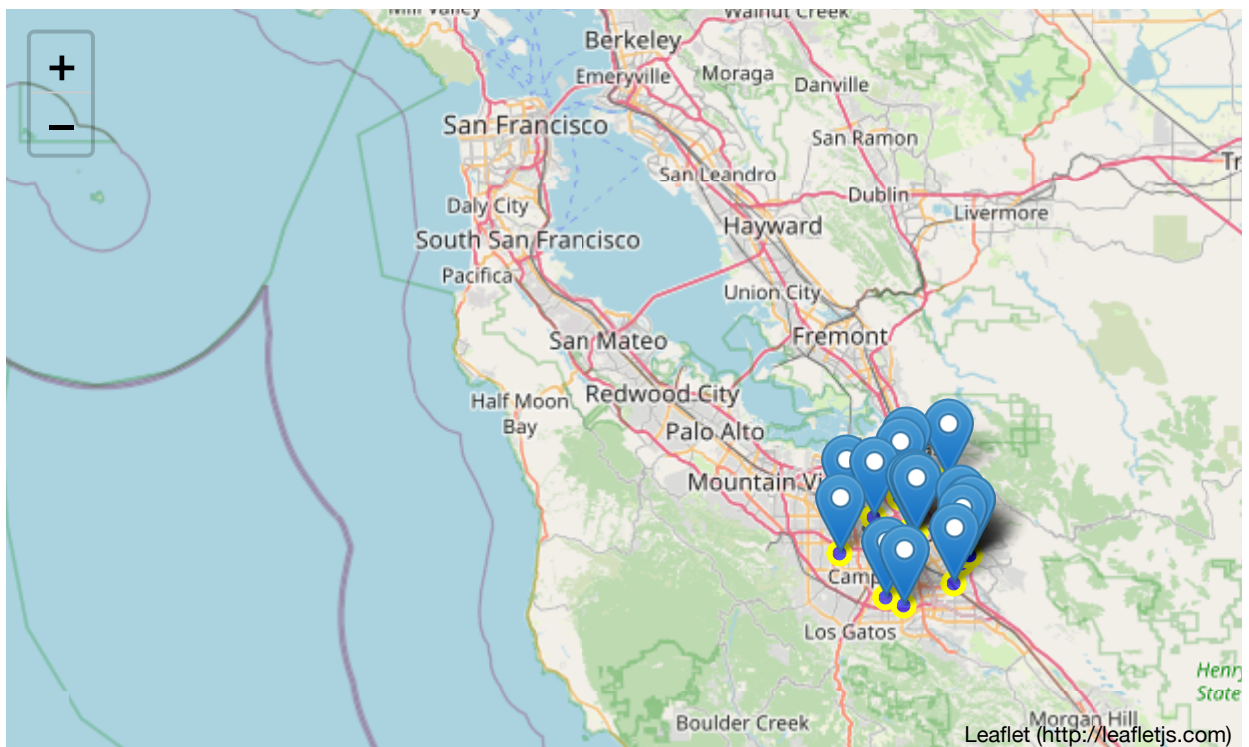 Mill Valley
Walnut Creek
+
Berkeley
Emeryville
Moraga
Danville
−
San Francisco
San Ramon
San Leandro
Dublin
Daly City
Livermore
Hayward
South San Francisco
Pacifica
Union City
Fremont
San Mateo
Redwood City
Half Moon
Bay
Palo Alto
Mountain Vi
Camp
Los Gatos
Henry
State
Boulder Creek
Morgan Hill
Leaflet (http://leafletjs.com)